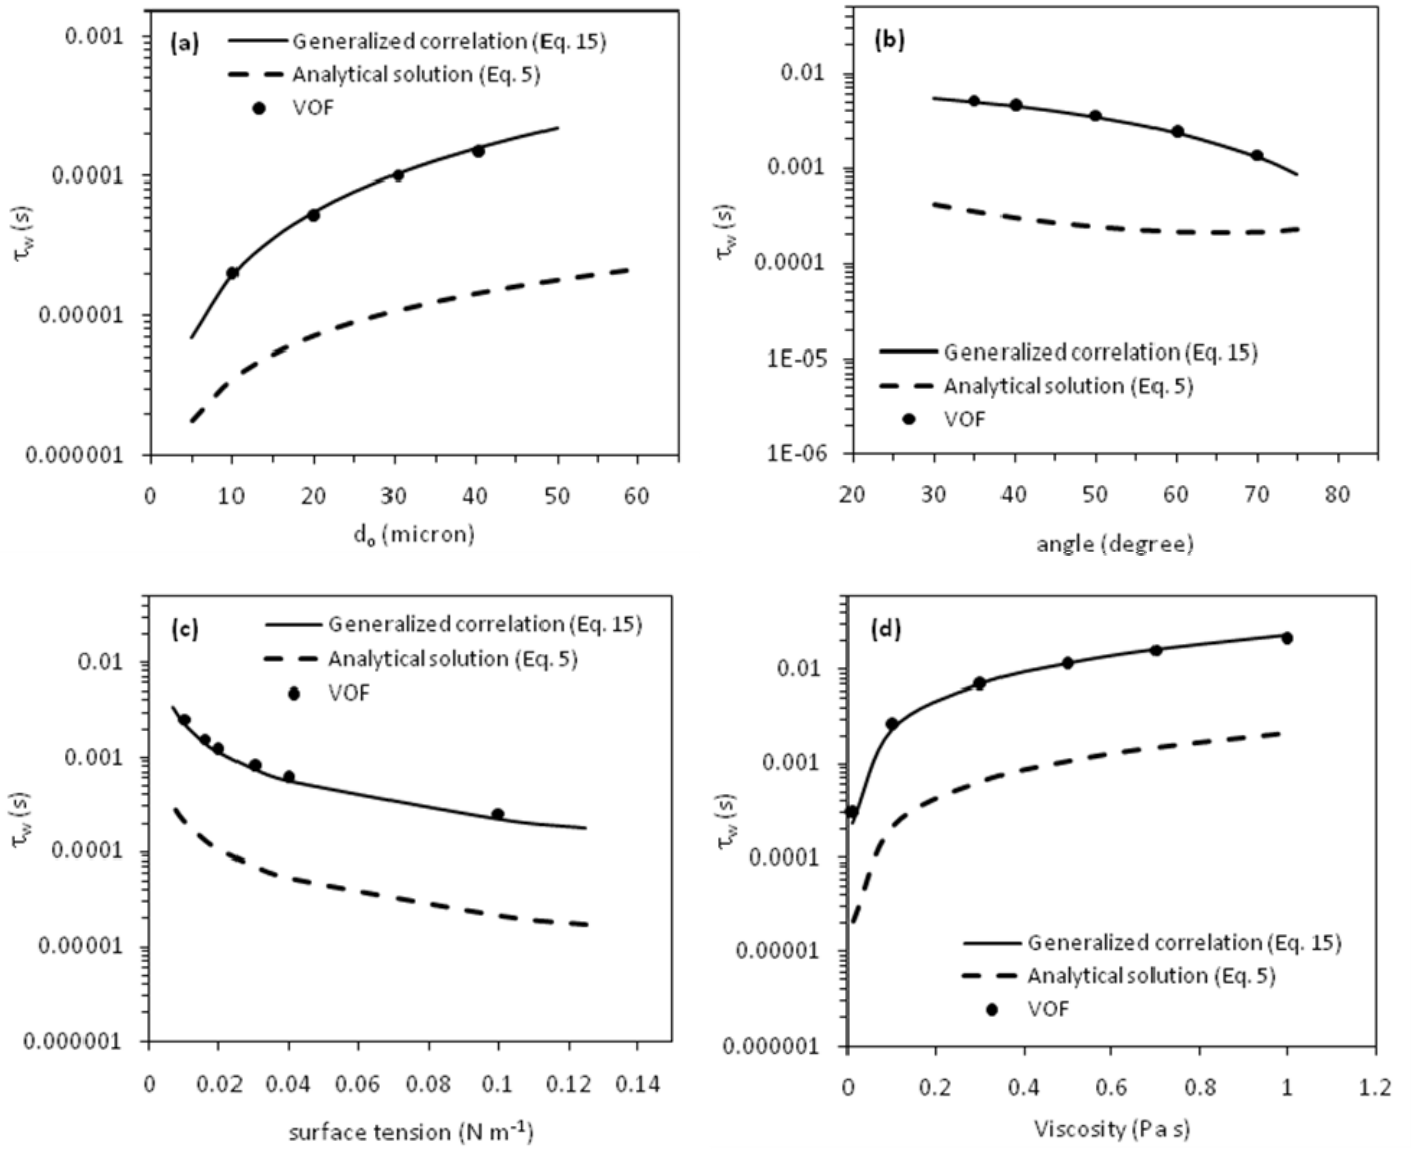 (a)
Generalized correlation (Eq. 15)
Analytical solution (Eq. 5)
VOF
0.001
0.0001
0.00001
0.000001
τw (s)
0 10 20 30 40 50 60
do (micron)
(b)
0.01
0.001
0.0001
1E-05
1E-06
τw (s)
Generalized correlation (Eq. 15)
Analytical solution (Eq. 5)
VOF
20 30 40 50 60 70 80
angle (degree)
(c)
Generalized correlation (Eq. 15)
Analytical solution (Eq. 5)
VOF
0.01
0.001
0.0001
0.00001
0.000001
τw (s)
0 0.02 0.04 0.06 0.08 0.1 0.12 0.14
surface tension (N m⁻¹)
(d)
0.01
0.001
0.0001
0.00001
0.000001
τw (s)
Generalized correlation (Eq. 15)
Analytical solution (Eq. 5)
VOF
0 0.2 0.4 0.6 0.8 1 1.2
Viscosity (Pa s)